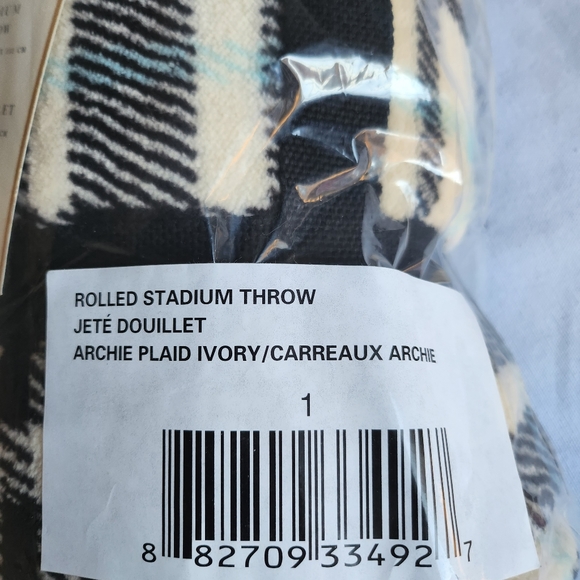 ROLLED STADIUM THROW
JETÉ DOUILLET
ARCHIE PLAID IVORY/CARREAUX ARCHIE
1
8 82709 33492 7